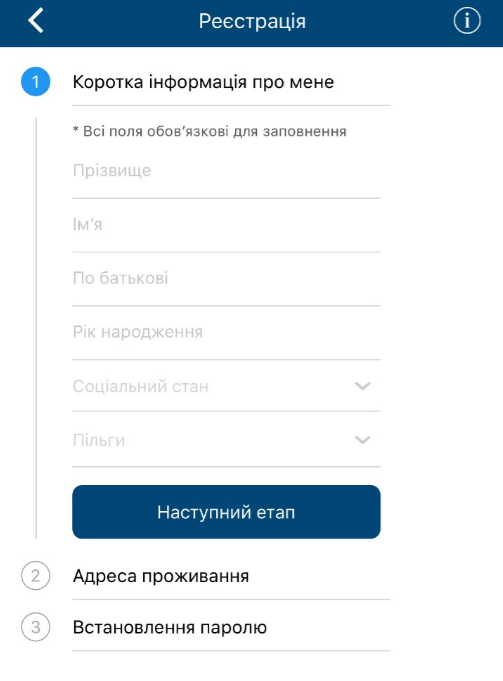 Реєстрація
1 Коротка інформація про мене
* Всі поля обов’язкові для заповнення
Прізвище
Ім’я
По батькові
Рік народження
Соціальний стан
Пільги
Наступний етап
2 Адреса проживання
3 Встановлення паролю